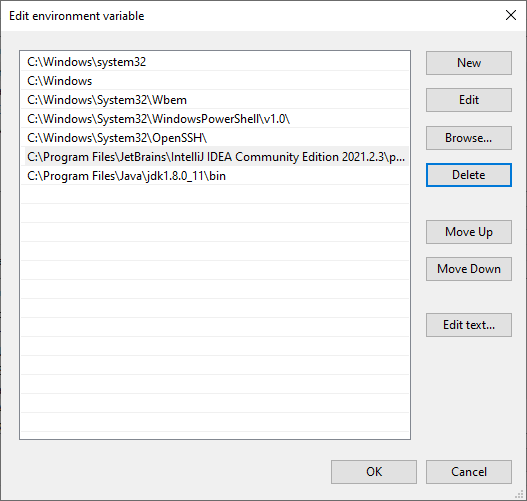 Edit environment variable
C:\Windows\system32
C:\Windows
C:\Windows\System32\Wbem
C:\Windows\System32\WindowsPowerShell\v1.0\
C:\Windows\System32\OpenSSH\
C:\Program Files\JetBrains\IntelliJ IDEA Community Edition 2021.2.3\p...
C:\Program Files\Java\jdk1.8.0_11\bin
New
Edit
Browse...
Delete
Move Up
Move Down
Edit text...
OK
Cancel